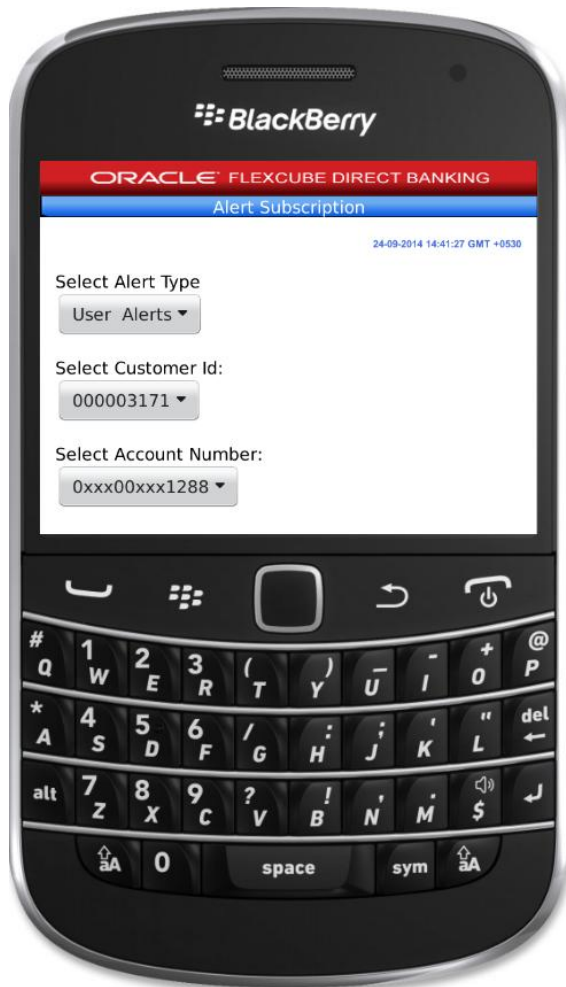 BlackBerry
ORACLE FLEXCUBE DIRECT BANKING
Alert Subscription
24-09-2014 14:41:27 GMT +0530
Select Alert Type
User Alerts
Select Customer Id:
000003171
Select Account Number:
0xxx00xxx1288
# Q 1 W 2 E 3 R ( T ) Y _ U - I + O @ P
* A 4 S 5 D 6 F / G : H ; J ' K " L del
alt 7 Z 8 X 9 C ? V ! B , N . M $
aA 0 space sym aA